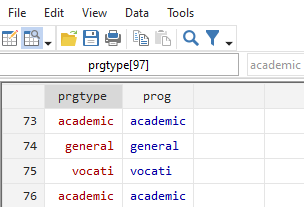 File Edit View Data Tools
prgtype[97] academic
prgtype prog
73 academic academic
74 general general
75 vocati vocati
76 academic academic